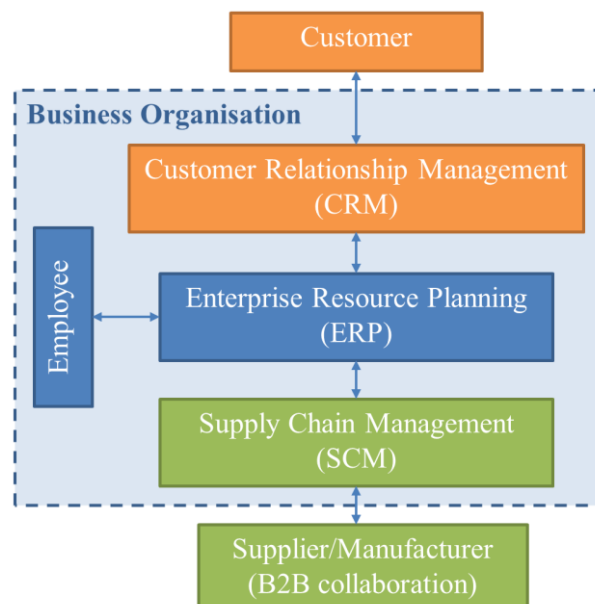 Customer
Business Organisation
Customer Relationship Management
(CRM)
Employee
Enterprise Resource Planning
(ERP)
Supply Chain Management
(SCM)
Supplier/Manufacturer
(B2B collaboration)